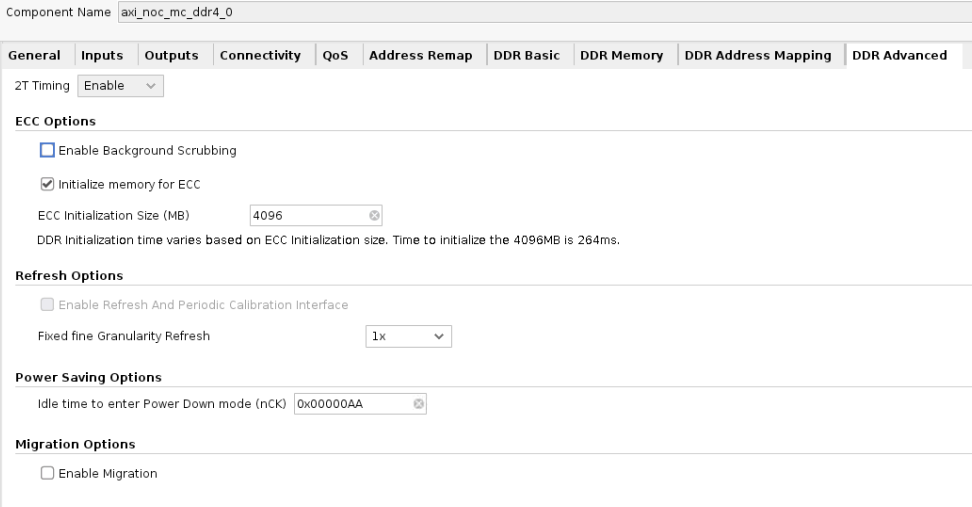 Component Name axi_noc_mc_ddr4_0
General Inputs Outputs Connectivity QoS Address Remap DDR Basic DDR Memory DDR Address Mapping DDR Advanced
2T Timing Enable
ECC Options
Enable Background Scrubbing
Initialize memory for ECC
ECC Initialization Size (MB) 4096
DDR Initialization time varies based on ECC Initialization size. Time to initialize the 4096MB is 264ms.
Refresh Options
Enable Refresh And Periodic Calibration Interface
Fixed fine Granularity Refresh 1x
Power Saving Options
Idle time to enter Power Down mode (nCK) 0x00000AA
Migration Options
Enable Migration